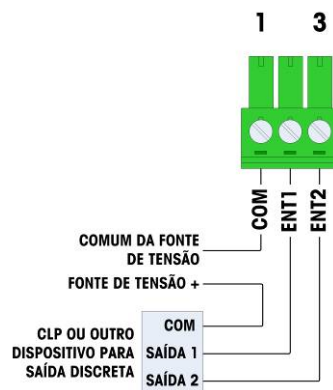 1 3
COM
ENT1
ENT2
COMUM DA FONTE
DE TENSÃO
FONTE DE TENSÃO +
CLP OU OUTRO
DISPOSITIVO PARA
SAÍDA DISCRETA
COM
SAÍDA 1
SAÍDA 2